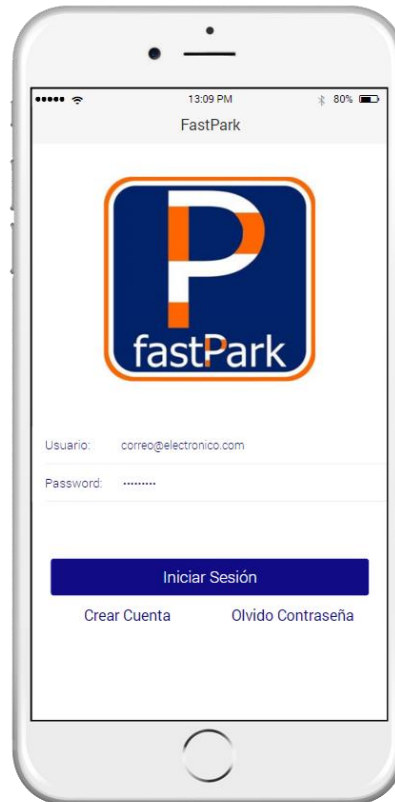 13:09 PM 80%
FastPark
P
fastPark
Usuario: correo@electronico.com
Password: •••••••••
Iniciar Sesión
Crear Cuenta Olvido Contraseña